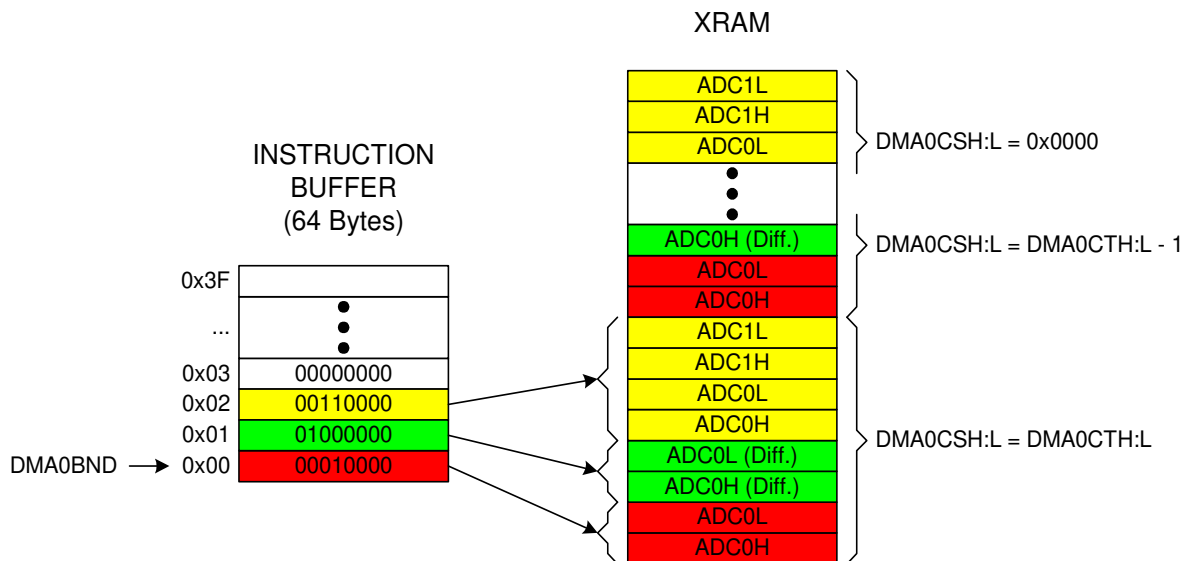 XRAM
INSTRUCTION
BUFFER
(64 Bytes)
0x3F
...
0x03 00000000
0x02 00110000
0x01 01000000
DMA0BND 0x00 00010000
ADC1L
ADC1H
ADC0L
DMA0CSH:L = 0x0000
ADC0H (Diff.)
ADC0L
ADC0H
DMA0CSH:L = DMA0CTH:L - 1
ADC1L
ADC1H
ADC0L
ADC0H
ADC0L (Diff.)
ADC0H (Diff.)
ADC0L
ADC0H
DMA0CSH:L = DMA0CTH:L